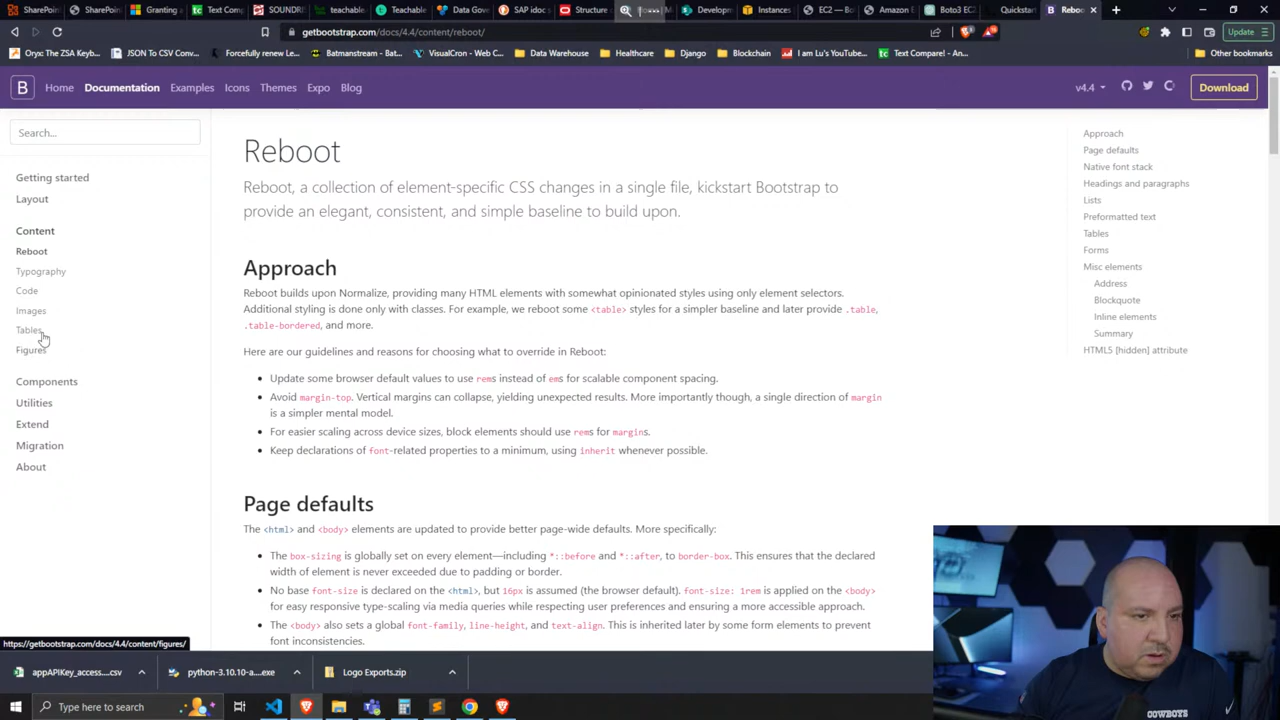 SharePoi
SharePoi
Granting a
Text Comp
SOUNDRI
teachable
Teachable
Data Gove
SAP idoc s
Structure
Developm
Instances
EC2 — Bo
Amazon E
Boto3 EC2
Quickstart
Reboo
getbootstrap.com/docs/4.4/content/reboot/
Update
Oryx: The ZSA Keyb...
JSON To CSV Conv...
Forcefully renew Le...
Batmanstream - Bat...
VisualCron - Web C...
Data Warehouse
Healthcare
Django
Blockchain
I am Lu's YouTube...
Text Compare! - An...
Other bookmarks
B
Home
Documentation
Examples
Icons
Themes
Expo
Blog
v4.4
Download
Search...
Getting started
Layout
Content
Reboot
Typography
Code
Images
Tables
Figures
Components
Utilities
Extend
Migration
About
Reboot
Reboot, a collection of element-specific CSS changes in a single file, kickstart Bootstrap to
provide an elegant, consistent, and simple baseline to build upon.
Approach
Reboot builds upon Normalize, providing many HTML elements with somewhat opinionated styles using only element selectors.
Additional styling is done only with classes. For example, we reboot some <table> styles for a simpler baseline and later provide .table,
.table-bordered, and more.
Here are our guidelines and reasons for choosing what to override in Reboot:
Update some browser default values to use rems instead of ems for scalable component spacing.
Avoid margin-top. Vertical margins can collapse, yielding unexpected results. More importantly though, a single direction of margin
is a simpler mental model.
For easier scaling across device sizes, block elements should use rems for margins.
Keep declarations of font-related properties to a minimum, using inherit whenever possible.
Page defaults
The <html> and <body> elements are updated to provide better page-wide defaults. More specifically:
The box-sizing is globally set on every element—including *::before and *::after, to border-box. This ensures that the declared
width of element is never exceeded due to padding or border.
No base font-size is declared on the <html>, but 16px is assumed (the browser default). font-size: 1rem is applied on the <body>
for easy responsive type-scaling via media queries while respecting user preferences and ensuring a more accessible approach.
The <body> also sets a global font-family, line-height, and text-align. This is inherited later by some form elements to prevent
font inconsistencies.
Approach
Page defaults
Native font stack
Headings and paragraphs
Lists
Preformatted text
Tables
Forms
Misc elements
Address
Blockquote
Inline elements
Summary
HTML5 [hidden] attribute
https://getbootstrap.com/docs/4.4/content/figures/
appAPIKey_access....csv
python-3.10.10-a....exe
Logo Exports.zip
Type here to search
COWBOYS